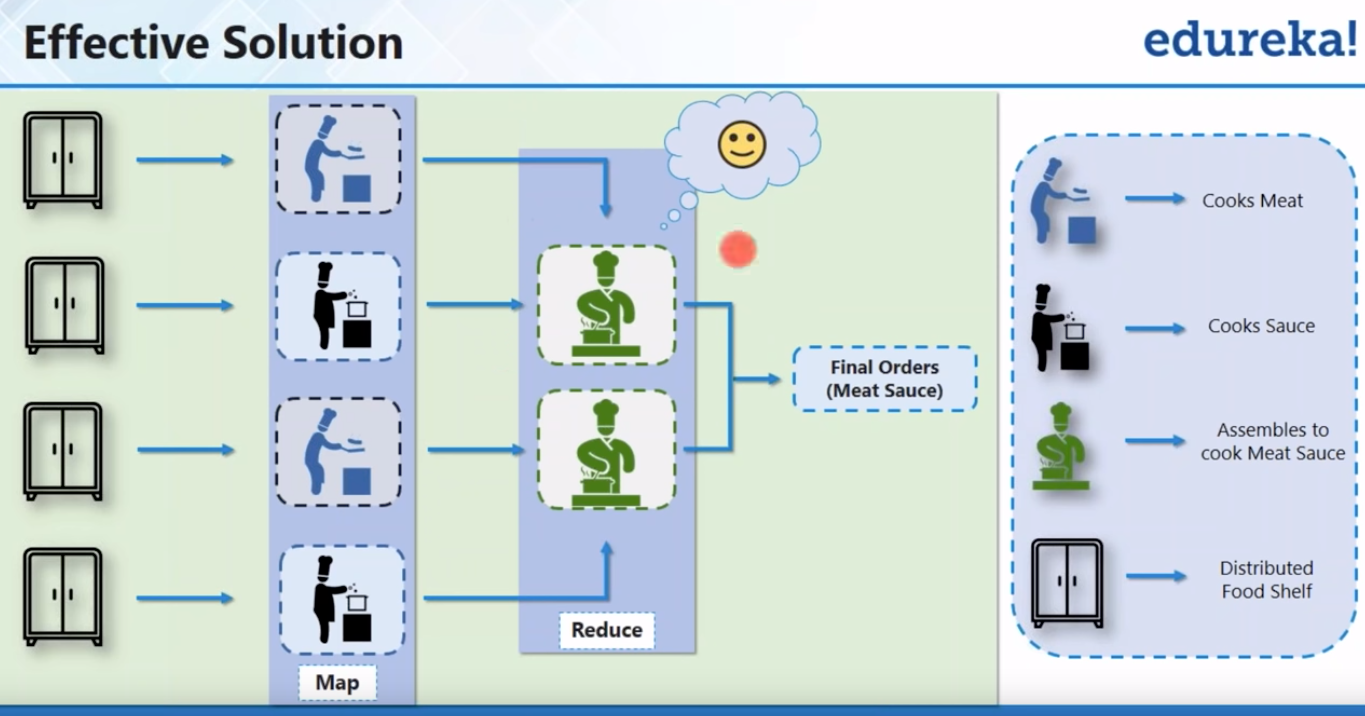 Effective Solution
edureka!
Final Orders
(Meat Sauce)
Reduce
Map
Cooks Meat
Cooks Sauce
Assembles to
cook Meat Sauce
Distributed
Food Shelf